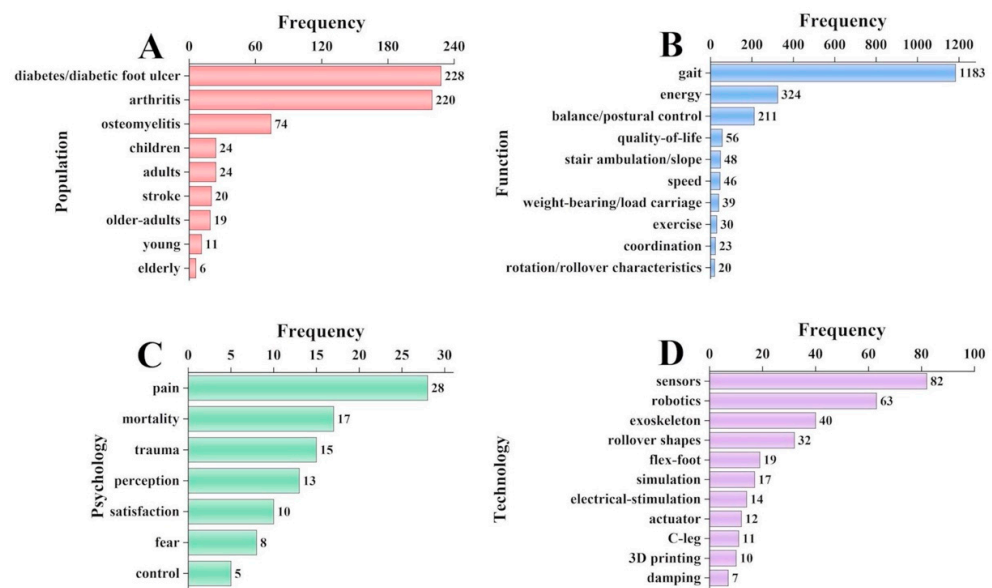 A
Frequency
0 60 120 180 240
Population
diabetes/diabetic foot ulcer 228
arthritis 220
osteomyelitis 74
children 24
adults 24
stroke 20
older-adults 19
young 11
elderly 6
B
Frequency
0 200 400 600 800 1000 1200
Function
gait 1183
energy 324
balance/postural control 211
quality-of-life 56
stair ambulation/slope 48
speed 46
weight-bearing/load carriage 39
exercise 30
coordination 23
rotation/rollover characteristics 20
C
Frequency
0 5 10 15 20 25 30
Psychology
pain 28
mortality 17
trauma 15
perception 13
satisfaction 10
fear 8
control 5
D
Frequency
0 20 40 60 80 100
Technology
sensors 82
robotics 63
exoskeleton 40
rollover shapes 32
flex-foot 19
simulation 17
electrical-stimulation 14
actuator 12
C-leg 11
3D printing 10
damping 7